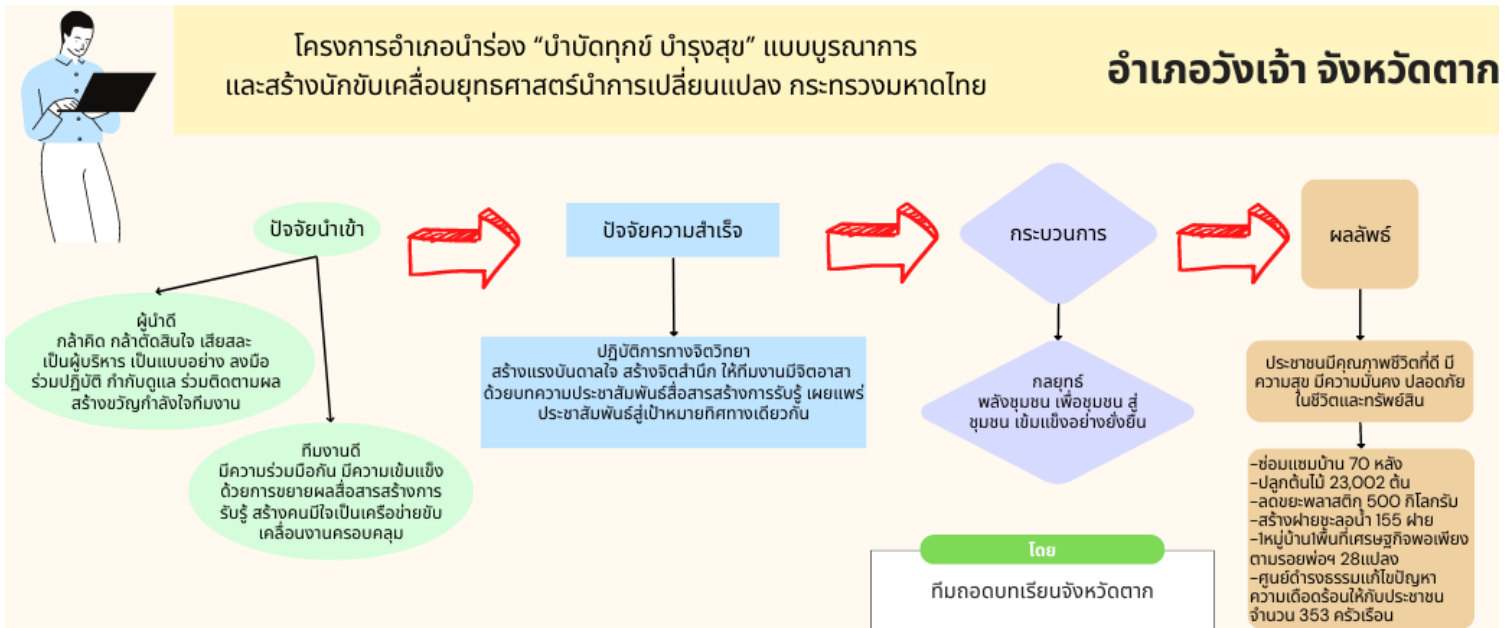 โครงการอำเภอนำร่อง “บำบัดทุกข์ บำรุงสุข” แบบบูรณาการ
และสร้างนักขับเคลื่อนยุทธศาสตร์นำการเปลี่ยนแปลง กระทรวงมหาดไทย
อำเภอวังเจ้า จังหวัดตาก
ปัจจัยนำเข้า
ปัจจัยความสำเร็จ
กระบวนการ
ผลลัพธ์
ผู้นำดี
กล้าคิด กล้าตัดสินใจ เสียสละ
เป็นผู้บริหาร เป็นแบบอย่าง ลงมือ
ร่วมปฏิบัติ กำกับดูแล ร่วมติดตามผล
สร้างขวัญกำลังใจทีมงาน
ทีมงานดี
มีความร่วมมือกัน มีความเข้มแข็ง
ด้วยการขยายผลสื่อสารสร้างการ
รับรู้ สร้างคนมีใจเป็นเครือข่ายขับ
เคลื่อนงานครอบคลุม
ปฏิบัติการทางจิตวิทยา
สร้างแรงบันดาลใจ สร้างจิตสำนึก ให้ทีมงานมีจิตอาสา
ด้วยบทความประชาสัมพันธ์สื่อสารสร้างการรับรู้ เผยแพร่
ประชาสัมพันธ์สู่เป้าหมายทิศทางเดียวกัน
กลยุทธ์
พลังชุมชน เพื่อชุมชน สู่
ชุมชน เข้มแข็งอย่างยั่งยืน
ประชาชนมีคุณภาพชีวิตที่ดี มี
ความสุข มีความมั่นคง ปลอดภัย
ในชีวิตและทรัพย์สิน
-ซ่อมแซมบ้าน 70 หลัง
-ปลูกต้นไม้ 23,002 ต้น
-ลดขยะพลาสติก 500 กิโลกรัม
-สร้างฝายชะลอน้ำ 155 ฝาย
-1หมู่บ้าน1พื้นที่เศรษฐกิจพอเพียง
ตามรอยพ่อฯ 28แปลง
-ศูนย์ดำรงธรรมแก้ไขปัญหา
ความเดือดร้อนให้กับประชาชน
จำนวน 353 ครัวเรือน
โดย
ทีมถอดบทเรียนจังหวัดตาก